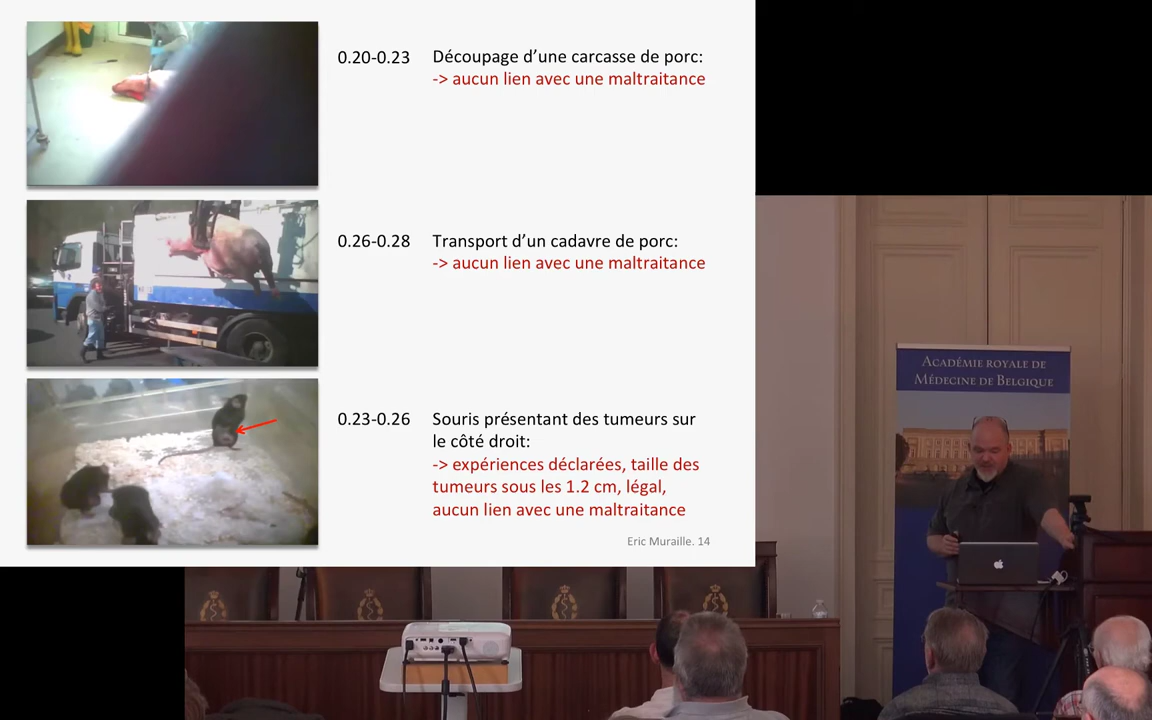 0.20-0.23
Découpage d’une carcasse de porc:
-> aucun lien avec une maltraitance
0.26-0.28
Transport d’un cadavre de porc:
-> aucun lien avec une maltraitance
0.23-0.26
Souris présentant des tumeurs sur
le côté droit:
-> expériences déclarées, taille des
tumeurs sous les 1.2 cm, légal,
aucun lien avec une maltraitance
Eric Muraille. 14
Académie royale de
Médecine de Belgique